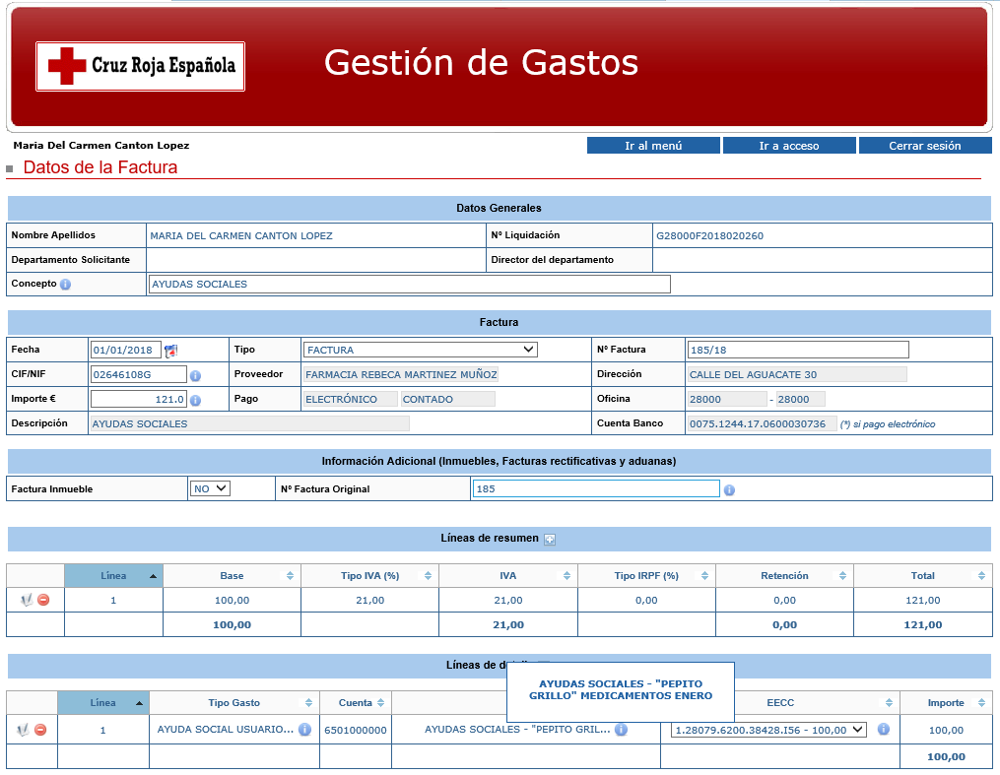 Cruz Roja Española
Gestión de Gastos
Maria Del Carmen Canton Lopez
Ir al menú
Ir a acceso
Cerrar sesión
Datos de la Factura
Datos Generales
Nombre Apellidos MARIA DEL CARMEN CANTON LOPEZ Nº Liquidación G28000F2018020260
Departamento Solicitante Director del departamento
Concepto AYUDAS SOCIALES
Factura
Fecha 01/01/2018 Tipo FACTURA Nº Factura 185/18
CIF/NIF 02646108G Proveedor FARMACIA REBECA MARTINEZ MUÑOZ Dirección CALLE DEL AGUACATE 30
Importe € 121.0 Pago ELECTRÓNICO CONTADO Oficina 28000 - 28000
Descripción AYUDAS SOCIALES Cuenta Banco 0075.1244.17.0600030736 (*) si pago electrónico
Información Adicional (Inmuebles, Facturas rectificativas y aduanas)
Factura Inmueble NO Nº Factura Original 185
Líneas de resumen
Línea Base Tipo IVA (%) IVA Tipo IRPF (%) Retención Total
1 100,00 21,00 21,00 0,00 0,00 121,00
100,00 21,00 0,00 121,00
Líneas de
AYUDAS SOCIALES - "PEPITO
GRILLO" MEDICAMENTOS ENERO
Línea Tipo Gasto Cuenta EECC Importe
1 AYUDA SOCIAL USUARIO... 6501000000 AYUDAS SOCIALES - "PEPITO GRIL... 1.28079.6200.38428.I56 - 100,00 100,00
100,00